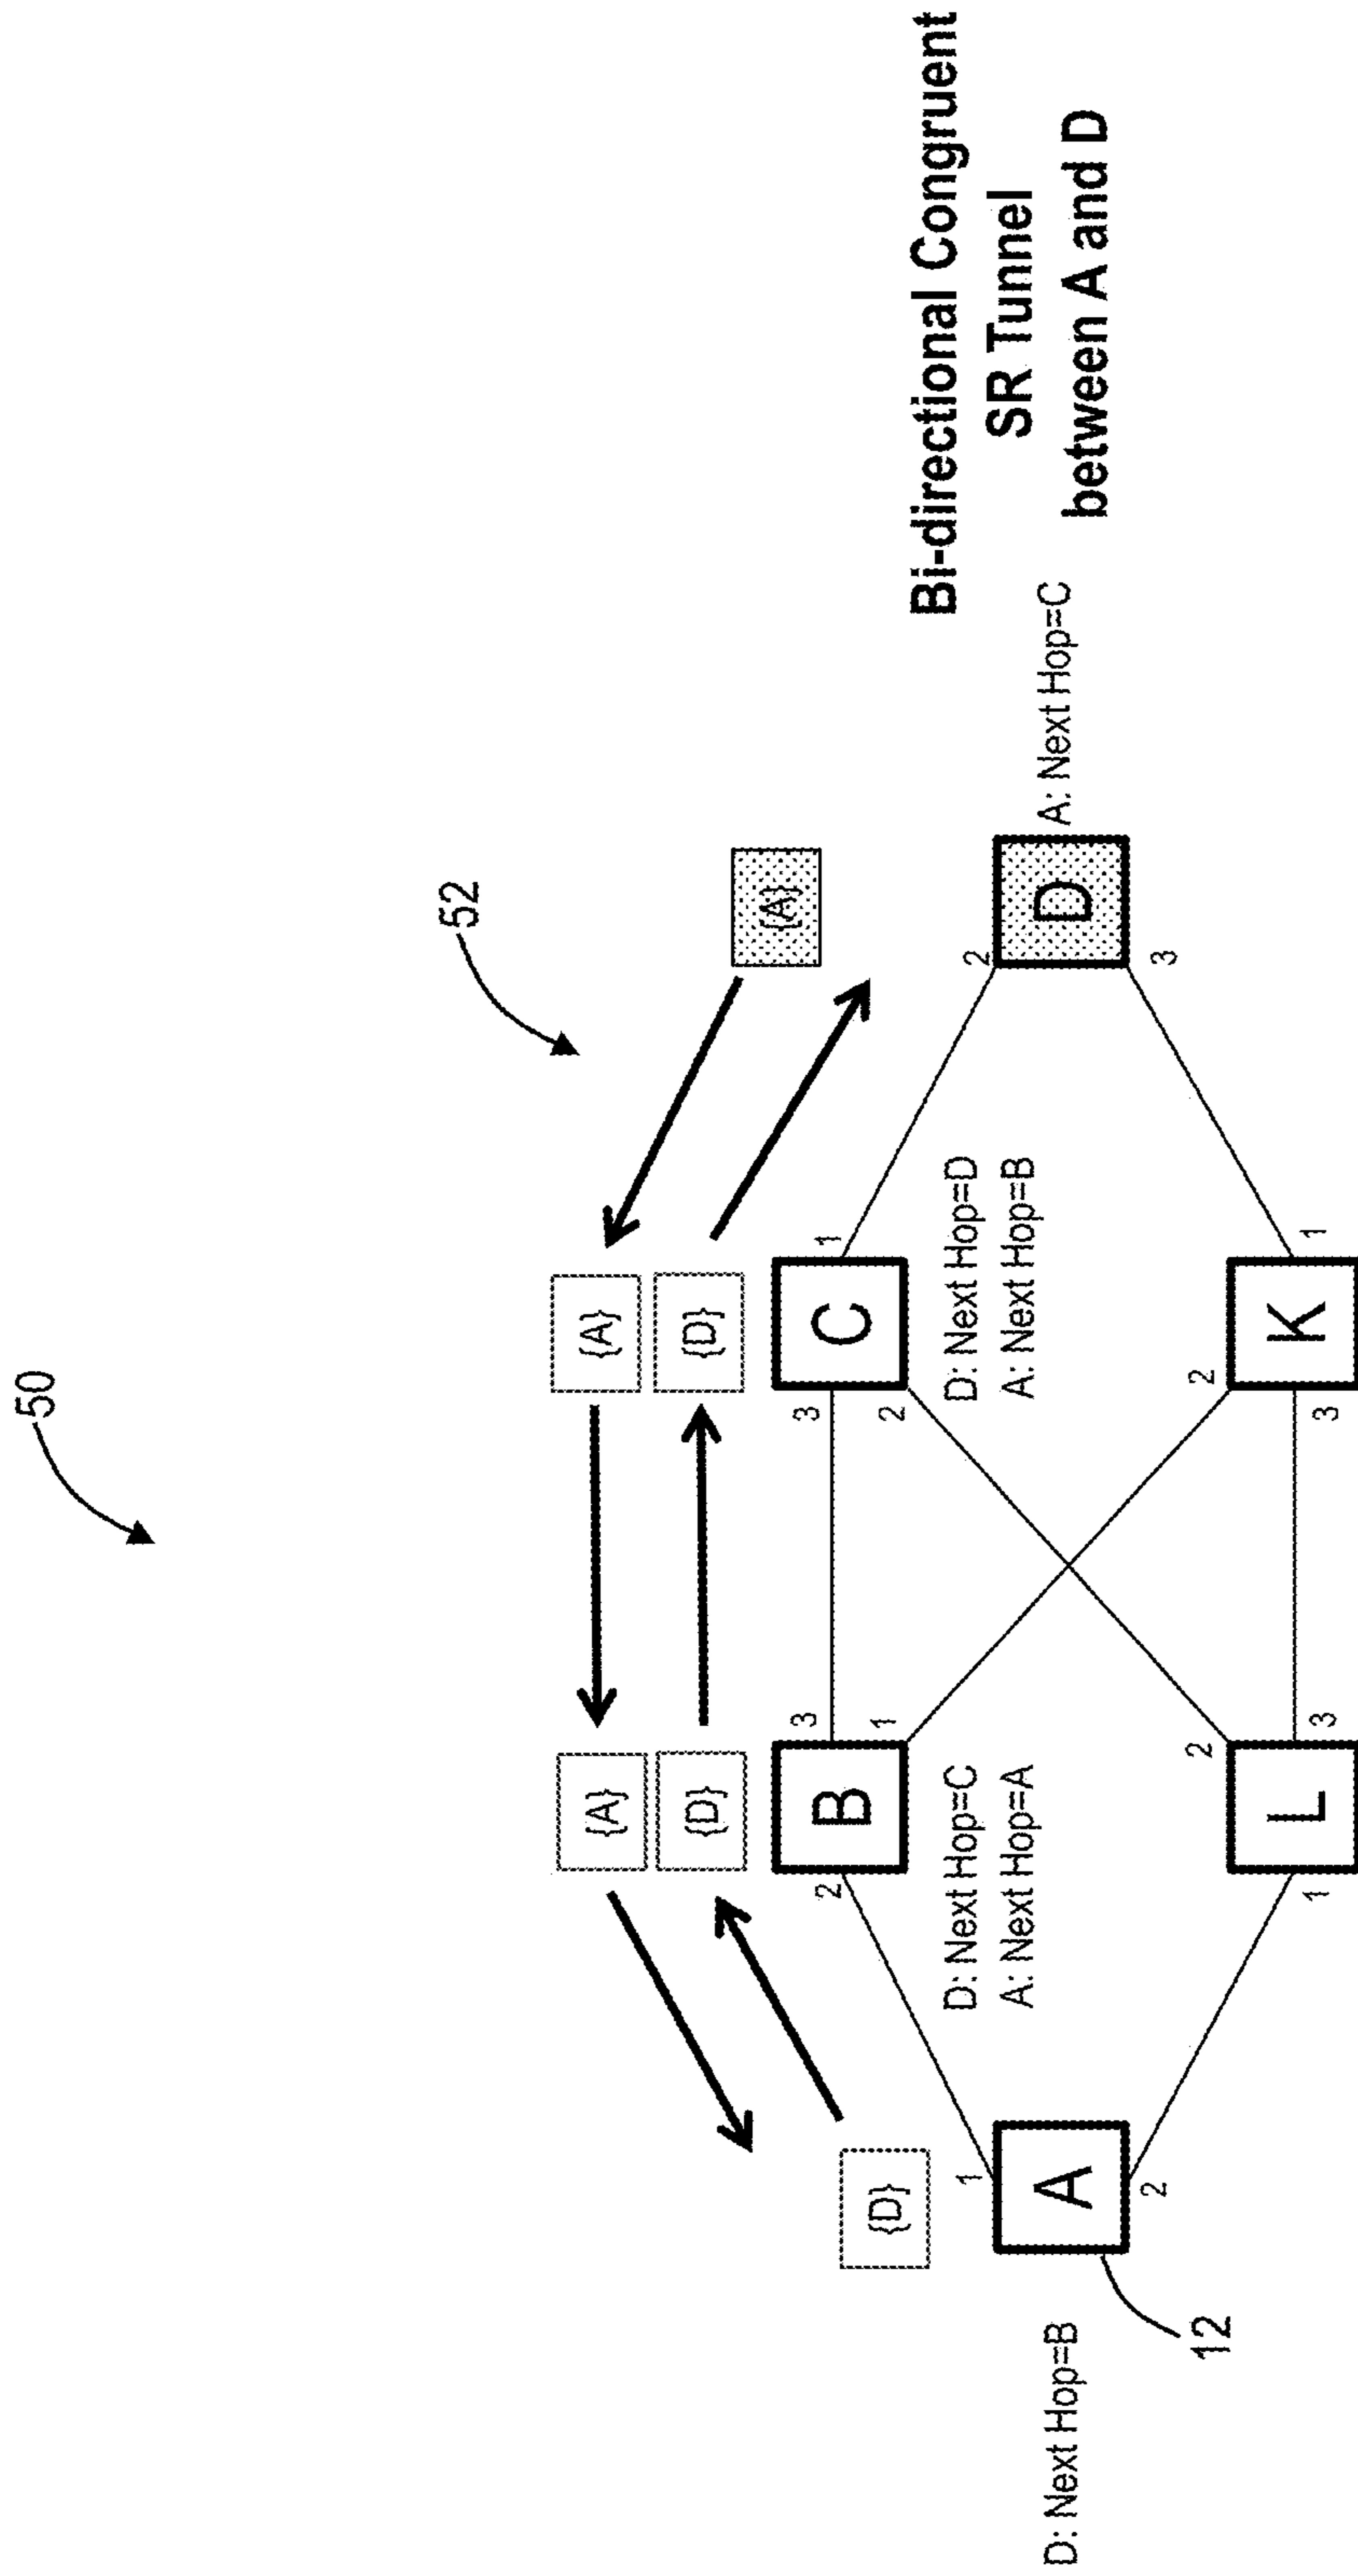 50
52
{A}
{A}
{A}
{D}
{D}
{D}
2
B
3
1
3
C
1
2
1
A
2
2
D
3
D: Next Hop=B
D: Next Hop=C
A: Next Hop=A
D: Next Hop=D
A: Next Hop=B
A: Next Hop=C
Bi-directional Congruent
SR Tunnel
between A and D
12
2
L
3
1
2
K
1
3